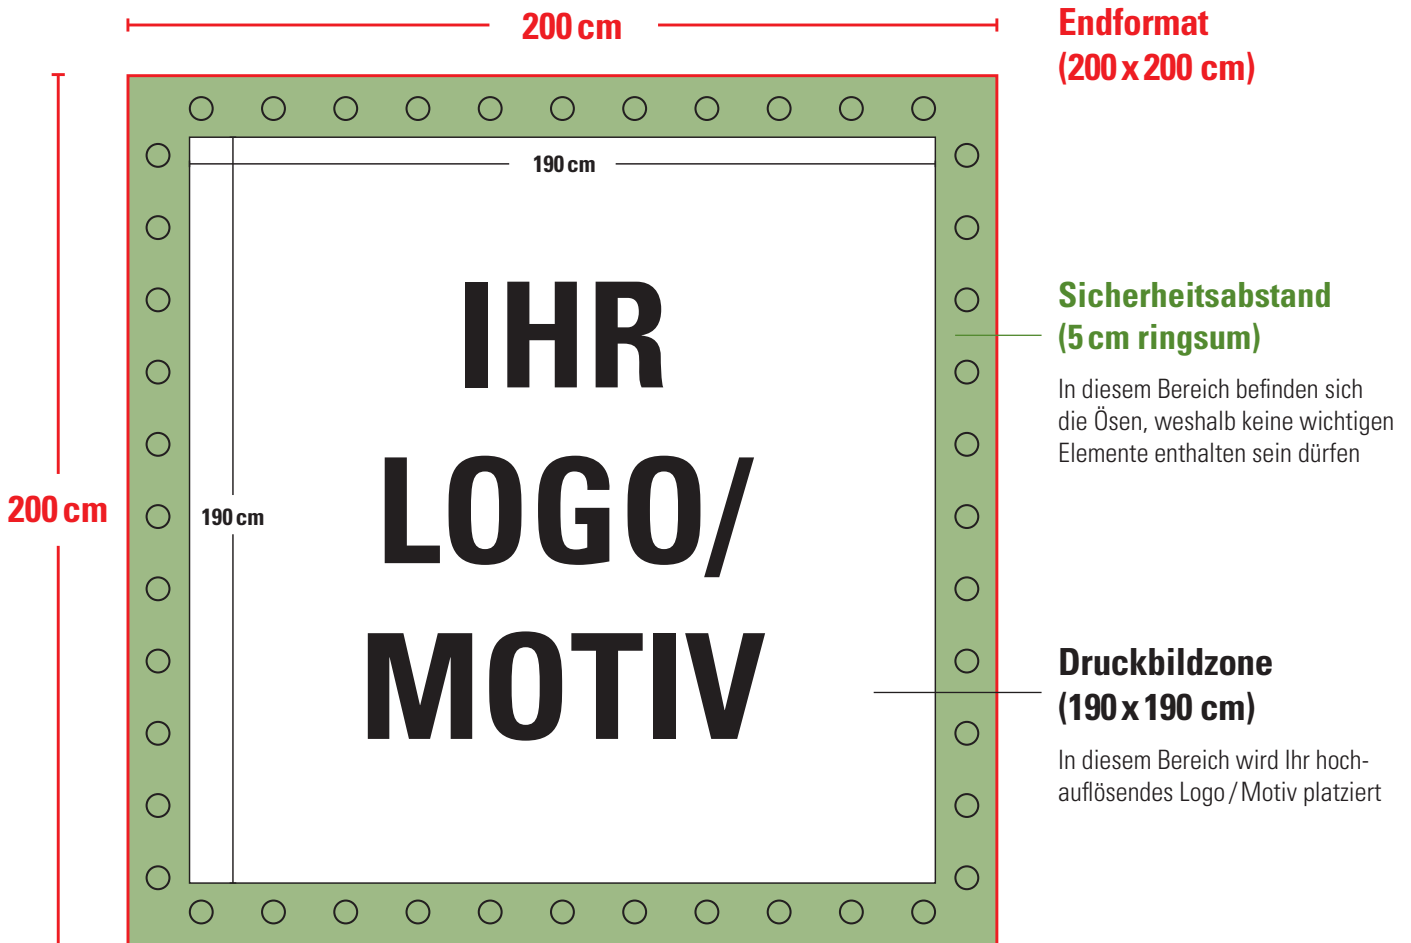 200 cm
Endformat
(200 x 200 cm)
190 cm
IHR
LOGO/
MOTIV
200 cm
190 cm
Sicherheitsabstand
(5 cm ringsum)
In diesem Bereich befinden sich
die Ösen, weshalb keine wichtigen
Elemente enthalten sein dürfen
Druckbildzone
(190 x 190 cm)
In diesem Bereich wird Ihr hoch-
auflösendes Logo / Motiv platziert